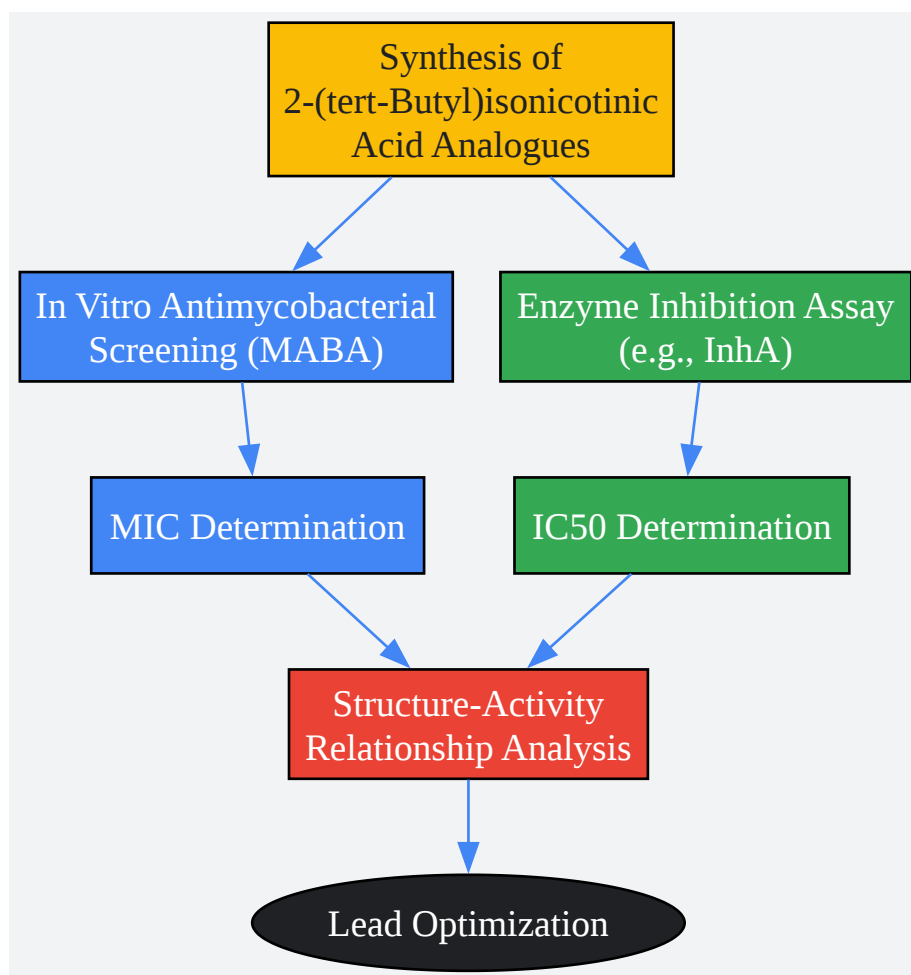 Synthesis of
2-(tert-Butyl)isonicotinic
Acid Analogues
In Vitro Antimycobacterial
Screening (MABA)
Enzyme Inhibition Assay
(e.g., InhA)
MIC Determination
IC50 Determination
Structure-Activity
Relationship Analysis
Lead Optimization